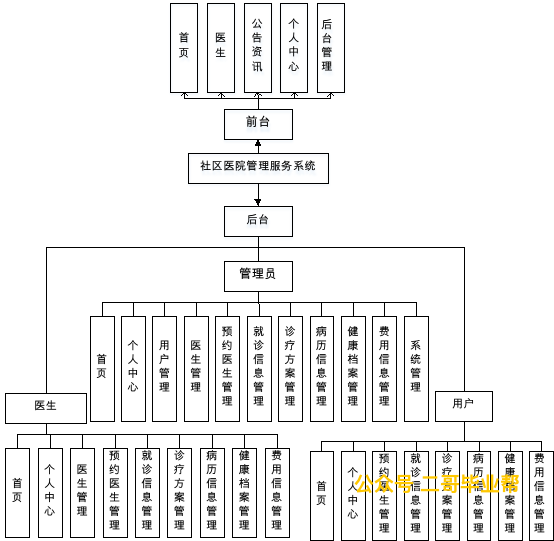 首页
医生
公告资讯
个人中心
后台管理
前台
社区医院管理服务系统
后台
管理员
首页
个人中心
用户管理
医生管理
预约医生管理
就诊信息管理
诊疗方案管理
病历信息管理
健康档案管理
费用信息管理
系统管理
医生
用户
首页
个人中心
医生管理
预约医生管理
就诊信息管理
诊疗方案管理
病历信息管理
健康档案管理
费用信息管理
首页
个人中心
预约医生管理
就诊信息管理
诊疗方案管理
病历信息管理
健康档案管理
费用信息管理
公众号:二哥毕业帮